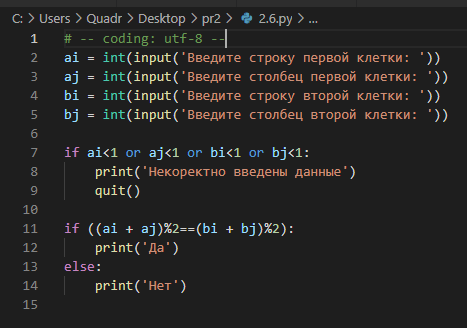 C: > Users > Quadr > Desktop > pr2 > 2.6.py > ...
1 # -- coding: utf-8 --
2 ai = int(input('Введите строку первой клетки: '))
3 aj = int(input('Введите столбец первой клетки: '))
4 bi = int(input('Введите строку второй клетки: '))
5 bj = int(input('Введите столбец второй клетки: '))
6
7 if ai<1 or aj<1 or bi<1 or bj<1:
8 print('Некоректно введены данные')
9 quit()
10
11 if ((ai + aj)%2==(bi + bj)%2):
12 print('Да')
13 else:
14 print('Нет')
15